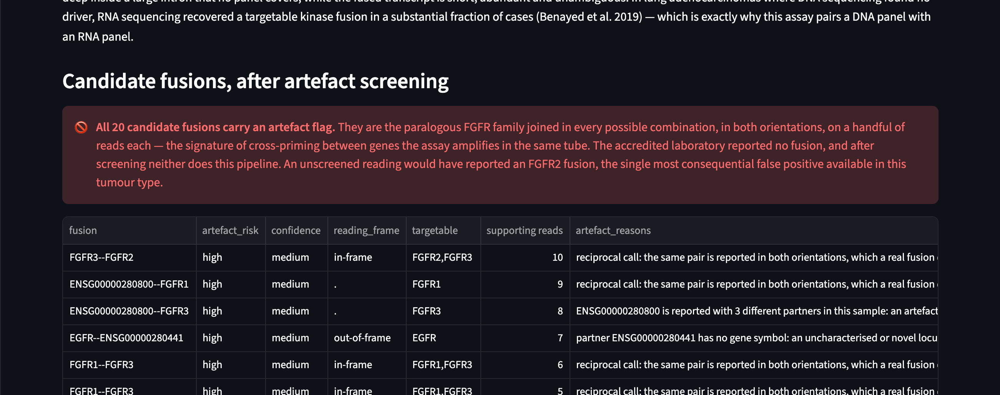 deep inside a large intron that no panel covers, while the fused transcript is short, abundant and unambiguous. In lung adenocarcinomas where DNA sequencing found no
driver, RNA sequencing recovered a targetable kinase fusion in a substantial fraction of cases (Benayed et al. 2019) — which is exactly why this assay pairs a DNA panel with
an RNA panel.
Candidate fusions, after artefact screening
All 20 candidate fusions carry an artefact flag. They are the paralogous FGFR family joined in every possible combination, in both orientations, on a handful of
reads each — the signature of cross-priming between genes the assay amplifies in the same tube. The accredited laboratory reported no fusion, and after
screening neither does this pipeline. An unscreened reading would have reported an FGFR2 fusion, the single most consequential false positive available in this
tumour type.
fusion artefact_risk confidence reading_frame targetable supporting reads artefact_reasons
FGFR3--FGFR2 high medium in-frame FGFR2,FGFR3 10 reciprocal call: the same pair is reported in both orientations, which a real fusion
ENSG00000280800--FGFR1 high medium . FGFR1 9 reciprocal call: the same pair is reported in both orientations, which a real fusion
ENSG00000280800--FGFR3 high medium . FGFR3 8 ENSG00000280800 is reported with 3 different partners in this sample: an artefact
EGFR--ENSG00000280441 high medium out-of-frame EGFR 7 partner ENSG00000280441 has no gene symbol: an uncharacterised or novel locu
FGFR1--FGFR3 high medium in-frame FGFR1,FGFR3 6 reciprocal call: the same pair is reported in both orientations, which a real fusion
FGFR1--FGFR3 high medium in-frame FGFR1,FGFR3 5 reciprocal call: the same pair is reported in both orientations, which a real fusion